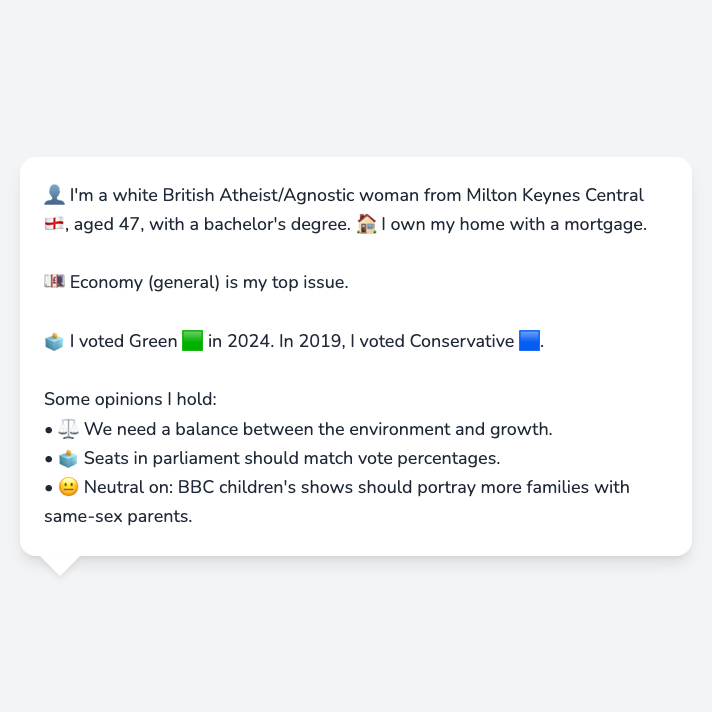 👤 I'm a white British Atheist/Agnostic woman from Milton Keynes Central
🏴󠁧󠁢󠁥󠁮󠁧󠁿, aged 47, with a bachelor's degree. 🏠 I own my home with a mortgage.
💷 Economy (general) is my top issue.
🗳️ I voted Green 🟩 in 2024. In 2019, I voted Conservative 🟦.
Some opinions I hold:
• ⚖️ We need a balance between the environment and growth.
• 🗳️ Seats in parliament should match vote percentages.
• 😐 Neutral on: BBC children's shows should portray more families with
same-sex parents.